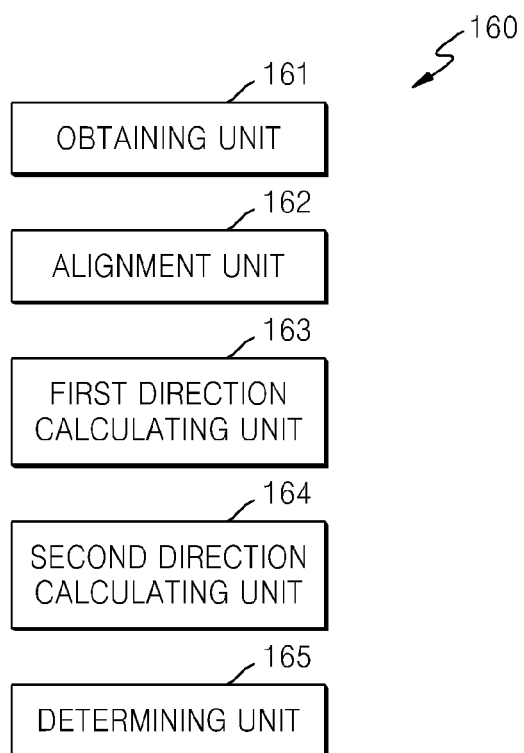 160
161
OBTAINING UNIT
162
ALIGNMENT UNIT
163
FIRST DIRECTION
CALCULATING UNIT
164
SECOND DIRECTION
CALCULATING UNIT
165
DETERMINING UNIT